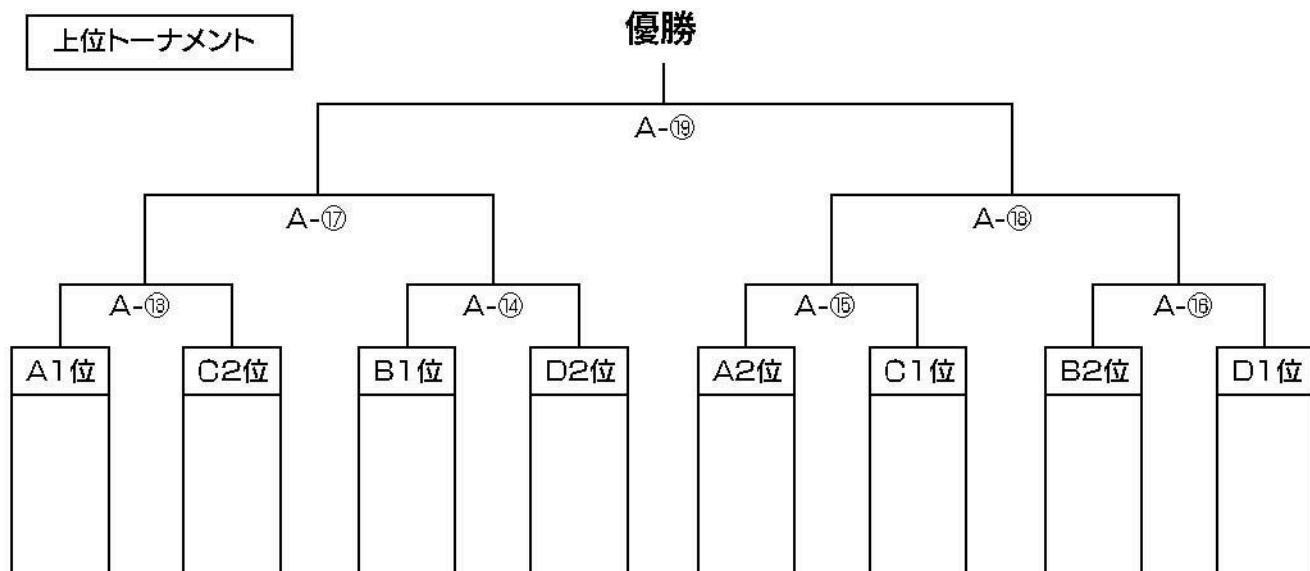 優勝
上位トーナメント
A-⑲
A-⑰
A-⑱
A-⑬
A-⑭
A-⑮
A-⑯
A1位
C2位
B1位
D2位
A2位
C1位
B2位
D1位